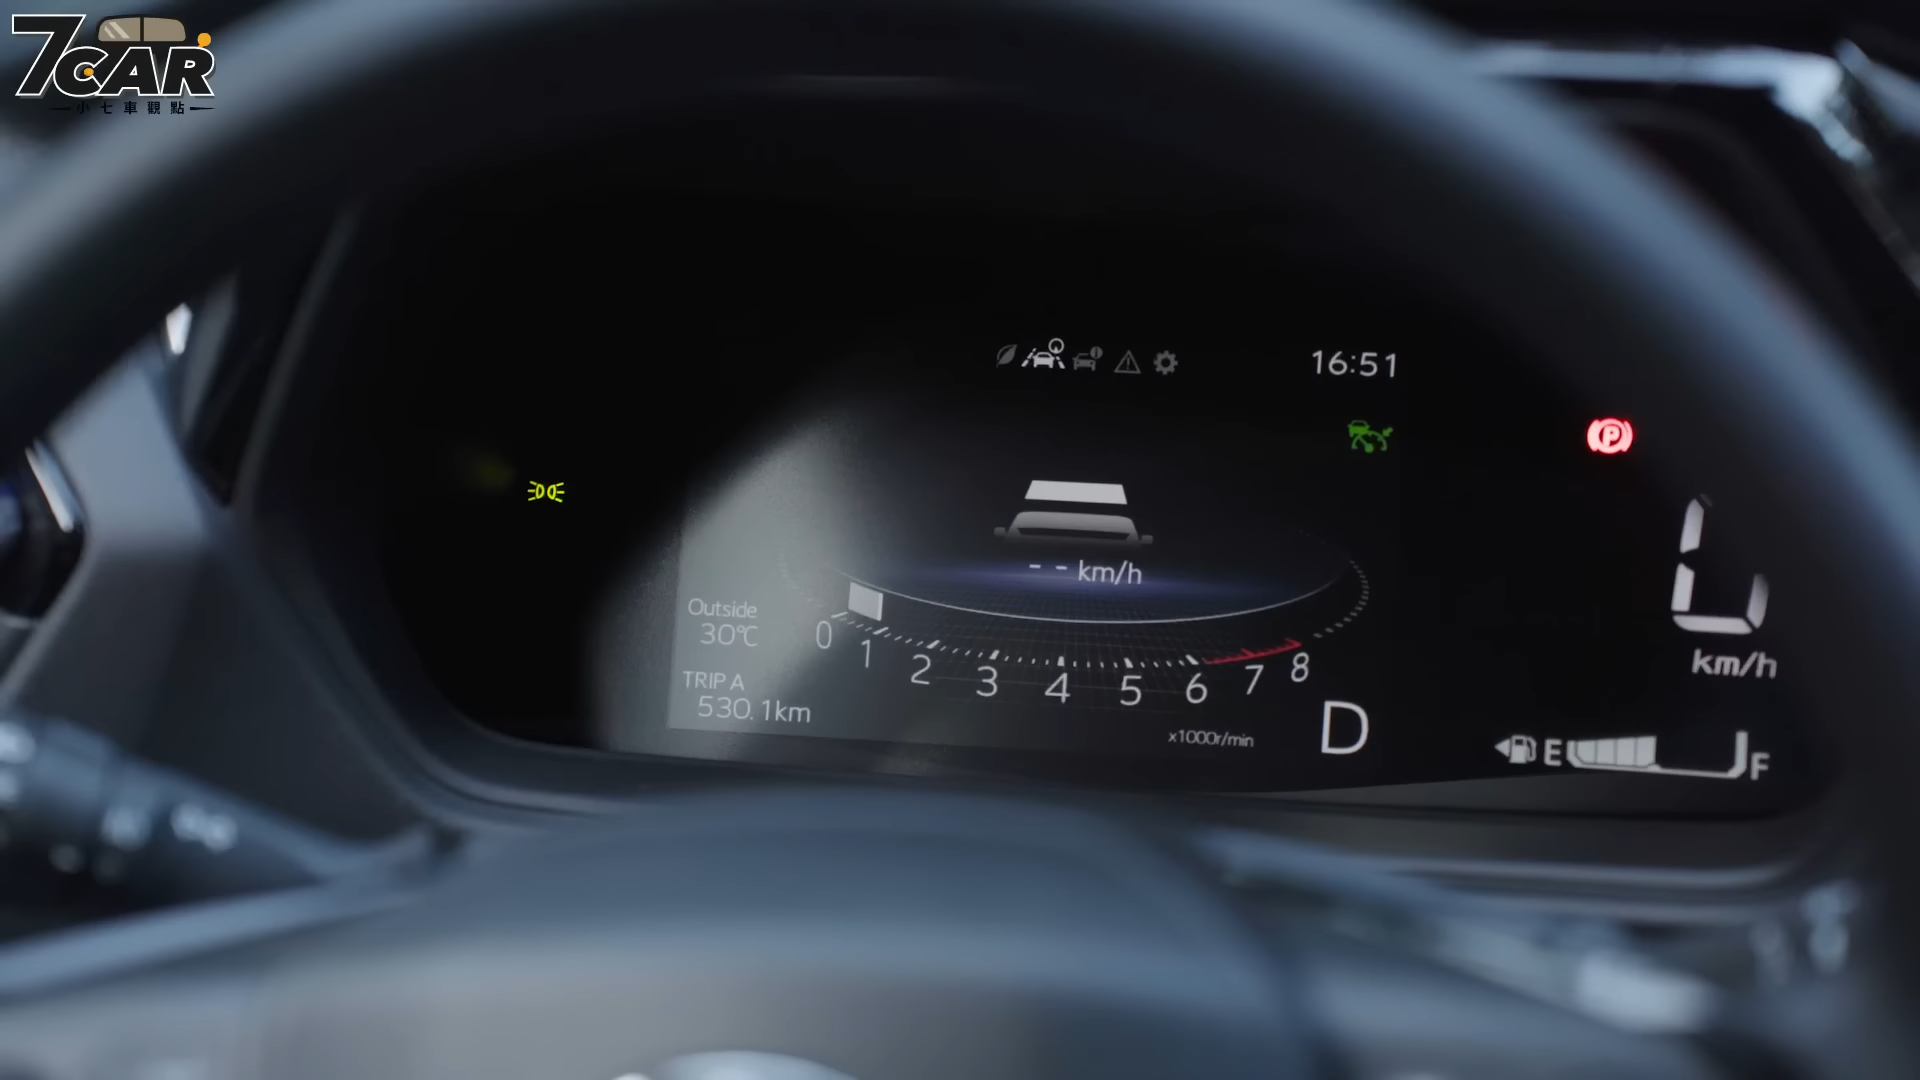 7CAR
小七車觀點
16:51
P
-- km/h
Outside
30℃
0 1 2 3 4 5 6 7 8
TRIP A
530.1km
x1000r/min
D
km/h
E F